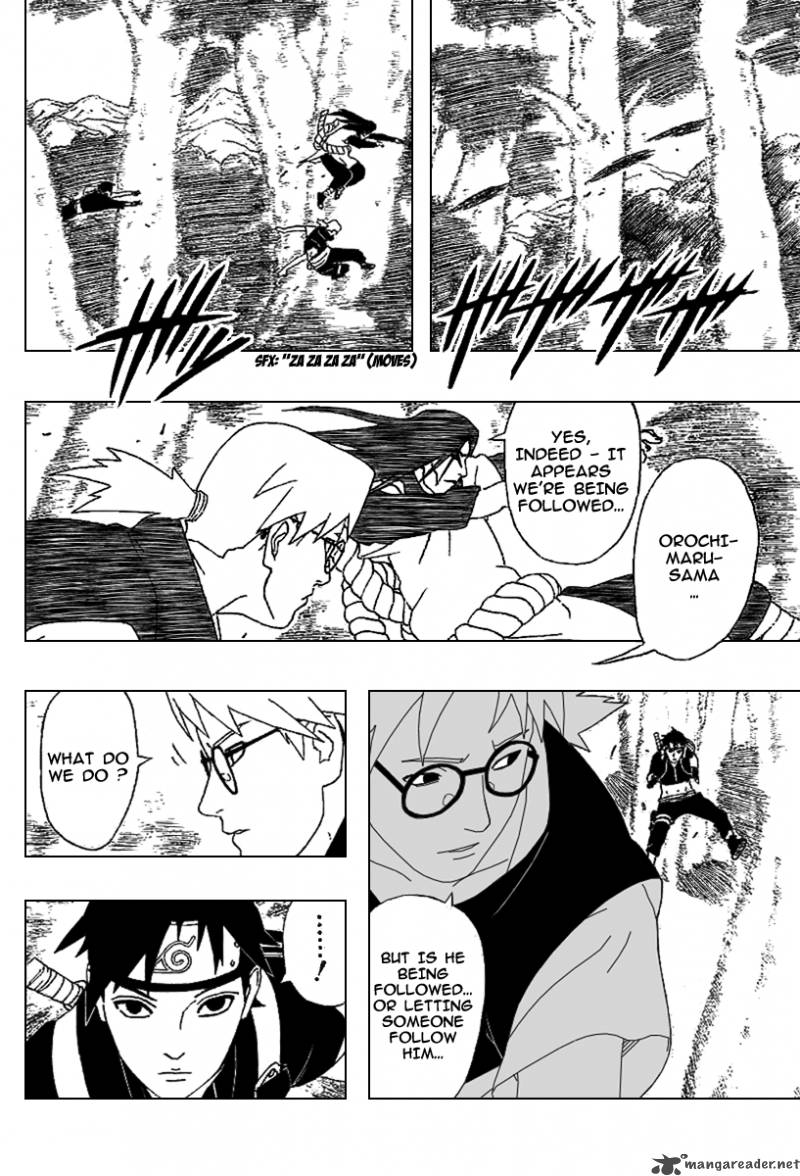 SFX: "ZA ZA ZA ZA" (MOVES)
OROCHI-
MARU-
SAMA
...
YES,
INDEED - IT
APPEARS
WE'RE BEING
FOLLOWED...
BUT IS HE
BEING
FOLLOWED...
OR LETTING
SOMEONE
FOLLOW
HIM...
WHAT DO
WE DO ?
......!
mangareader.net